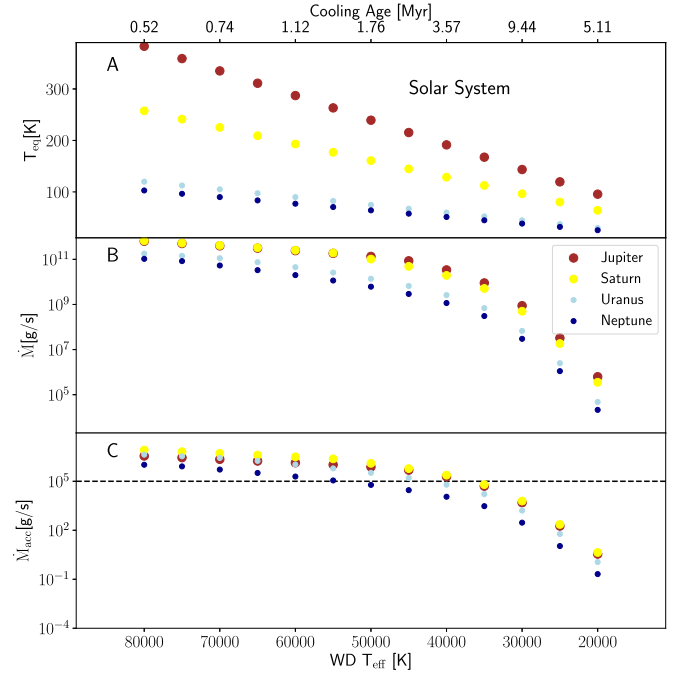 Cooling Age [Myr]
0.52 0.74 1.12 1.76 3.57 9.44 5.11
A
Solar System
300
200
100
T_eq[K]
B
Jupiter
Saturn
Uranus
Neptune
10^11
10^9
10^7
10^5
Ṁ[g/s]
C
10^5
10^2
10^−1
10^−4
Ṁ_acc[g/s]
80000 70000 60000 50000 40000 30000 20000
WD T_eff [K]